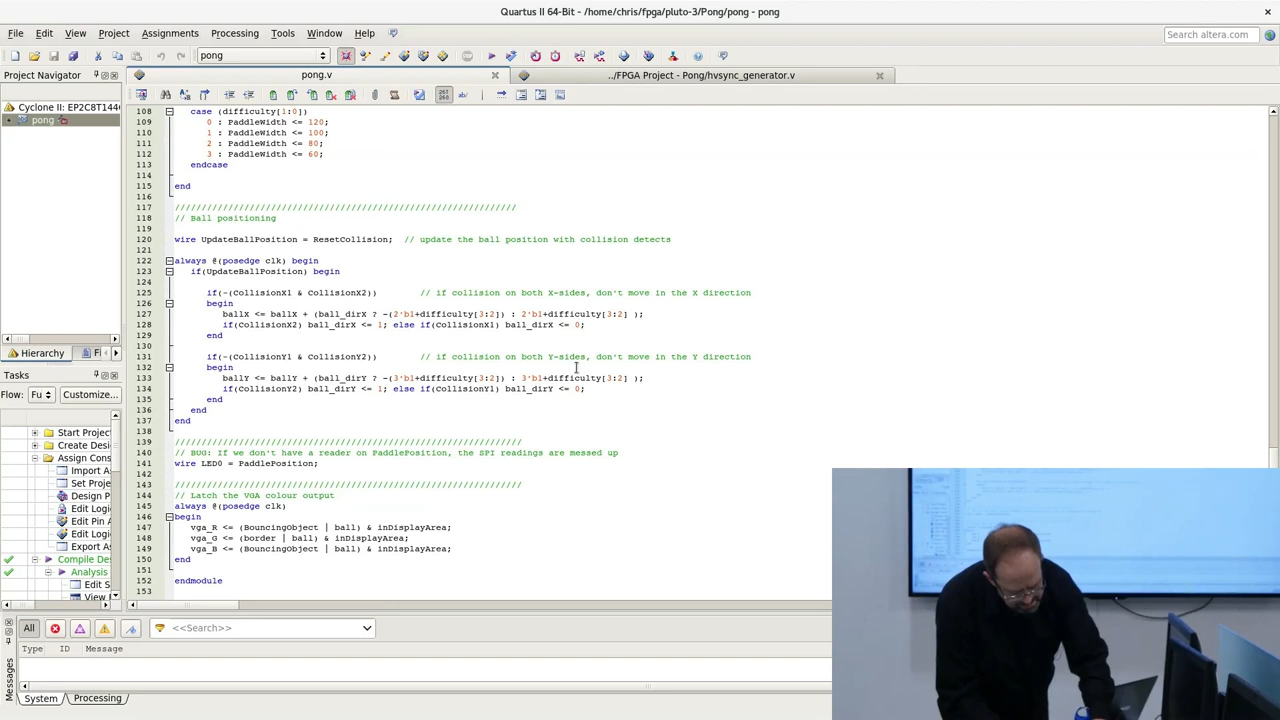 Quartus II 64-Bit - /home/chris/fpga/pluto-3/Pong/pong - pong
File Edit View Project Assignments Processing Tools Window Help
Search altera.com
pong
Project Navigator
pong.v
../FPGA Project - Pong/hvsync_generator.v
Cyclone II: EP2C8T144
pong
108 case (difficulty[1:0])
109 0 : PaddleWidth <= 120;
110 1 : PaddleWidth <= 100;
111 2 : PaddleWidth <= 80;
112 3 : PaddleWidth <= 60;
113 endcase
114
115 end
116
117 ////////////////////////////////////////////////////////////////
118 // Ball positioning
119
120 wire UpdateBallPosition = ResetCollision; // update the ball position with collision detects
121
122 always @(posedge clk) begin
123 if(UpdateBallPosition) begin
124
125 if(~(CollisionX1 & CollisionX2)) // if collision on both X-sides, don't move in the X direction
126 begin
127 ballX <= ballX + (ball_dirX ? -(2'b1+difficulty[3:2]) : 2'b1+difficulty[3:2] );
128 if(CollisionX2) ball_dirX <= 1; else if(CollisionX1) ball_dirX <= 0;
129 end
130
131 if(~(CollisionY1 & CollisionY2)) // if collision on both Y-sides, don't move in the Y direction
132 begin
133 ballY <= ballY + (ball_dirY ? -(3'b1+difficulty[3:2]) : 3'b1+difficulty[3:2] );
134 if(CollisionY2) ball_dirY <= 1; else if(CollisionY1) ball_dirY <= 0;
135 end
136 end
137 end
138
139 /////////////////////////////////////////////////////////////////
140 // BUG: If we don't have a reader on PaddlePosition, the SPI readings are messed up
141 wire LED0 = PaddlePosition;
142
143 /////////////////////////////////////////////////////////////////
144 // Latch the VGA colour output
145 always @(posedge clk)
146 begin
147 vga_R <= (BouncingObject | ball) & inDisplayArea;
148 vga_G <= (border | ball) & inDisplayArea;
149 vga_B <= (BouncingObject | ball) & inDisplayArea;
150 end
151
152 endmodule
153
Hierarchy
Tasks
Flow: Fu Customize...
Start Projec
Create Desi
Assign Cons
Import A
Set Proje
Design P
Edit Logi
Edit Pin A
Edit Logi
Export As
Compile Des
Analysis
Edit S
View
All
<<Search>>
Type ID Message
Messages
System Processing